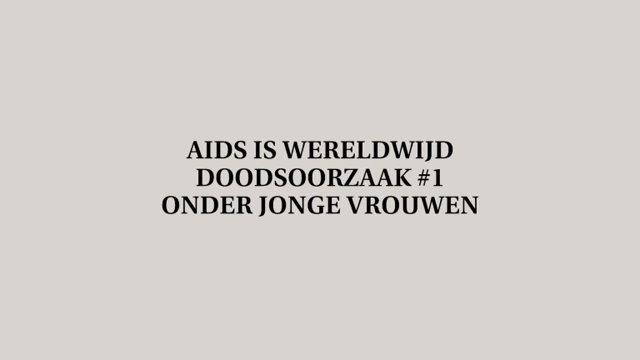 AIDS IS WERELDWIJD
DOODSOORZAAK #1
ONDER JONGE VROUWEN